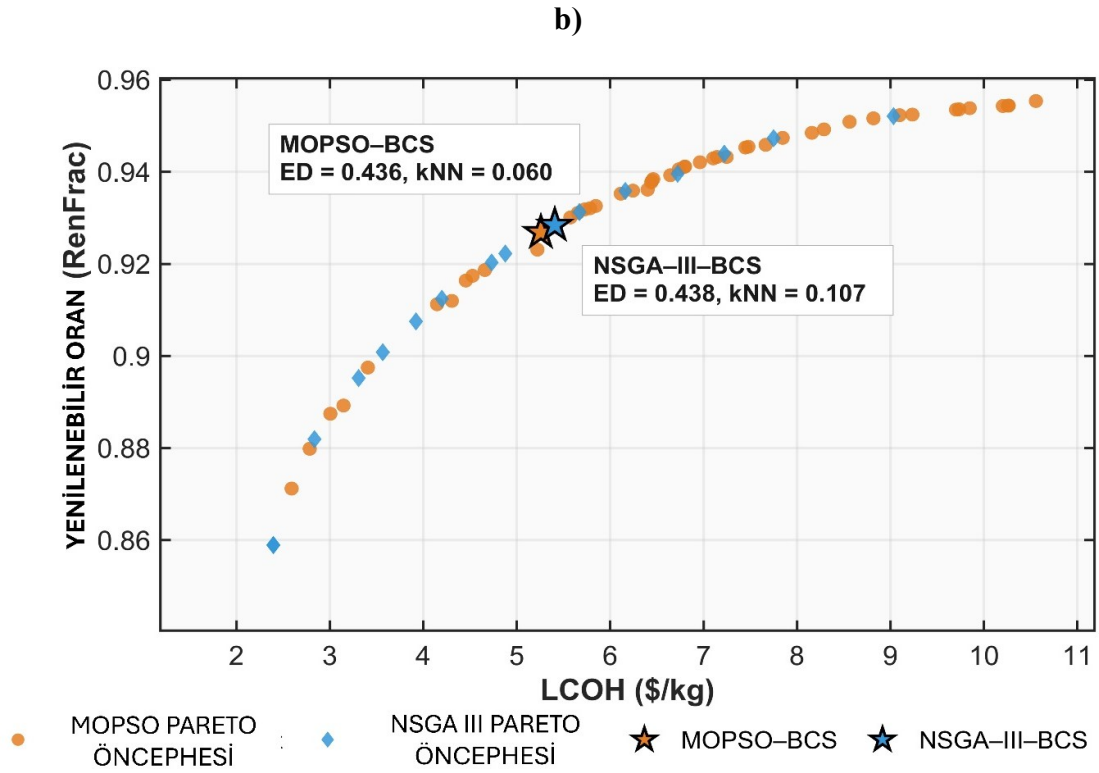 b)
0.96
0.94
0.92
0.9
0.88
0.86
YENİLENEBİLİR ORAN (RenFrac)
MOPSO–BCS
ED = 0.436, kNN = 0.060
NSGA–III–BCS
ED = 0.438, kNN = 0.107
2 3 4 5 6 7 8 9 10 11
LCOH ($/kg)
MOPSO PARETO
ÖNCEPHESİ
:
NSGA III PARETO
ÖNCEPHESİ
MOPSO–BCS
NSGA–III–BCS